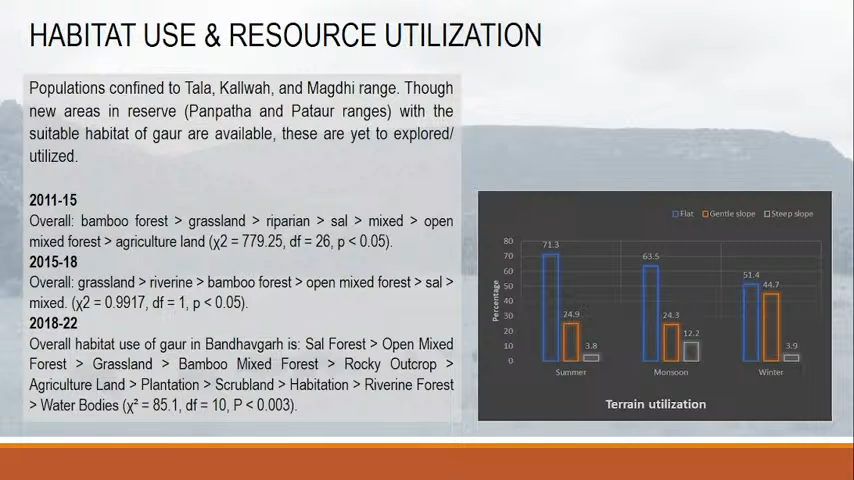 HABITAT USE & RESOURCE UTILIZATION
Populations confined to Tala, Kallwah, and Magdhi range. Though
new areas in reserve (Panpatha and Pataur ranges) with the
suitable habitat of gaur are available, these are yet to explored/
utilized.
2011-15
Overall: bamboo forest > grassland > riparian > sal > mixed > open
mixed forest > agriculture land (χ2 = 779.25, df = 26, p < 0.05).
2015-18
Overall: grassland > riverine > bamboo forest > open mixed forest > sal >
mixed. (χ2 = 0.9917, df = 1, p < 0.05).
2018-22
Overall habitat use of gaur in Bandhavgarh is: Sal Forest > Open Mixed
Forest > Grassland > Bamboo Mixed Forest > Rocky Outcrop >
Agriculture Land > Plantation > Scrubland > Habitation > Riverine Forest
> Water Bodies (χ² = 85.1, df = 10, P < 0.003).
Flat Gentle slope Steep slope
Percentage
80
70
60
50
40
30
20
10
0
71.3
24.9
3.8
63.5
24.3
12.2
51.4
44.7
3.9
Summer Monsoon Winter
Terrain utilization